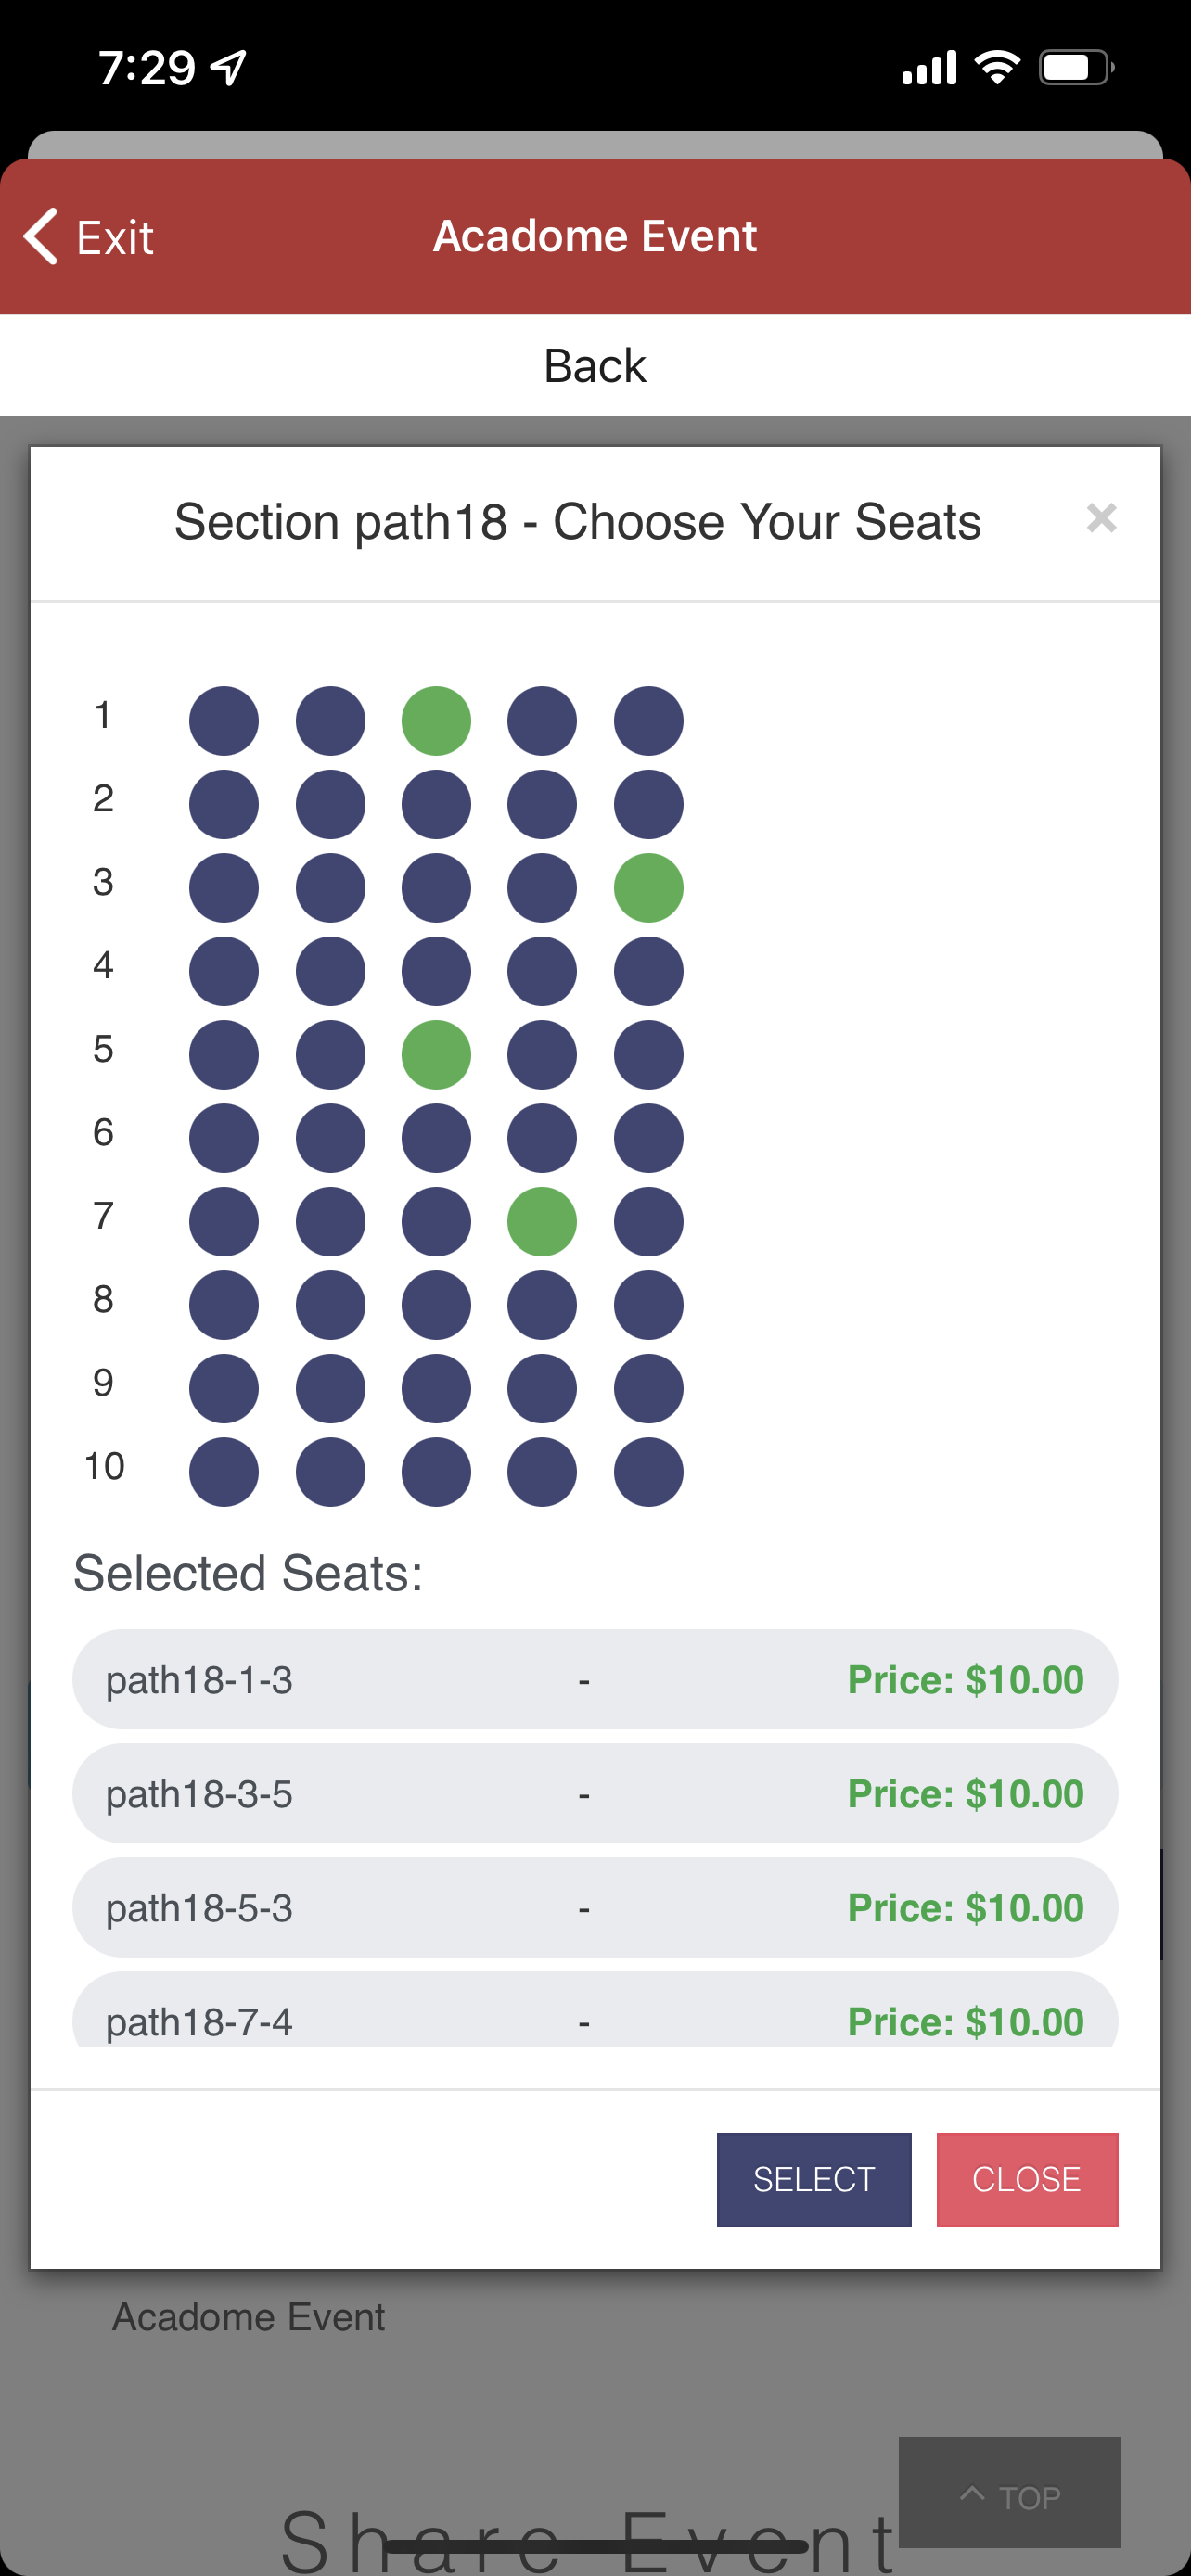 7:29
Exit
Acadome Event
Back
Section path18 - Choose Your Seats ×
1
2
3
4
5
6
7
8
9
10
Selected Seats:
path18-1-3 - Price: $10.00
path18-3-5 - Price: $10.00
path18-5-3 - Price: $10.00
path18-7-4 - Price: $10.00
SELECT CLOSE
Acadome Event
TOP
Share Event